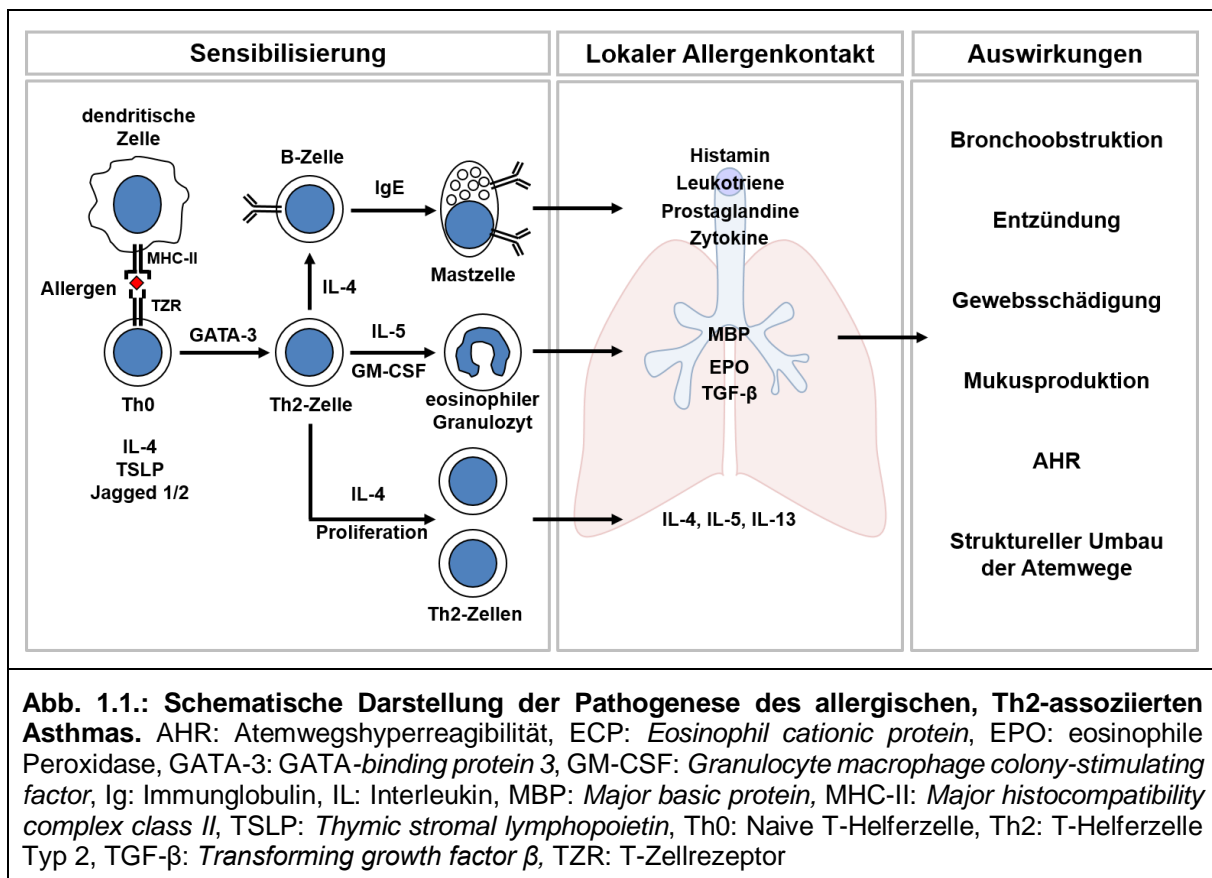 Sensibilisierung
Lokaler Allergenkontakt
Auswirkungen
dendritische
Zelle
MHC-II
Allergen
TZR
Th0
IL-4
TSLP
Jagged 1/2
GATA-3
B-Zelle
IL-4
Th2-Zelle
IgE
Mastzelle
IL-5
GM-CSF
eosinophiler
Granulozyt
IL-4
Proliferation
Th2-Zellen
Histamin
Leukotriene
Prostaglandine
Zytokine
MBP
EPO
TGF-β
IL-4, IL-5, IL-13
Bronchoobstruktion
Entzündung
Gewebsschädigung
Mukusproduktion
AHR
Struktureller Umbau
der Atemwege
Abb. 1.1.: Schematische Darstellung der Pathogenese des allergischen, Th2-assoziierten
Asthmas. AHR: Atemwegshyperreagibilität, ECP: Eosinophil cationic protein, EPO: eosinophile
Peroxidase, GATA-3: GATA-binding protein 3, GM-CSF: Granulocyte macrophage colony-stimulating
factor, Ig: Immunglobulin, IL: Interleukin, MBP: Major basic protein, MHC-II: Major histocompatibility
complex class II, TSLP: Thymic stromal lymphopoietin, Th0: Naive T-Helferzelle, Th2: T-Helferzelle
Typ 2, TGF-β: Transforming growth factor β, TZR: T-Zellrezeptor